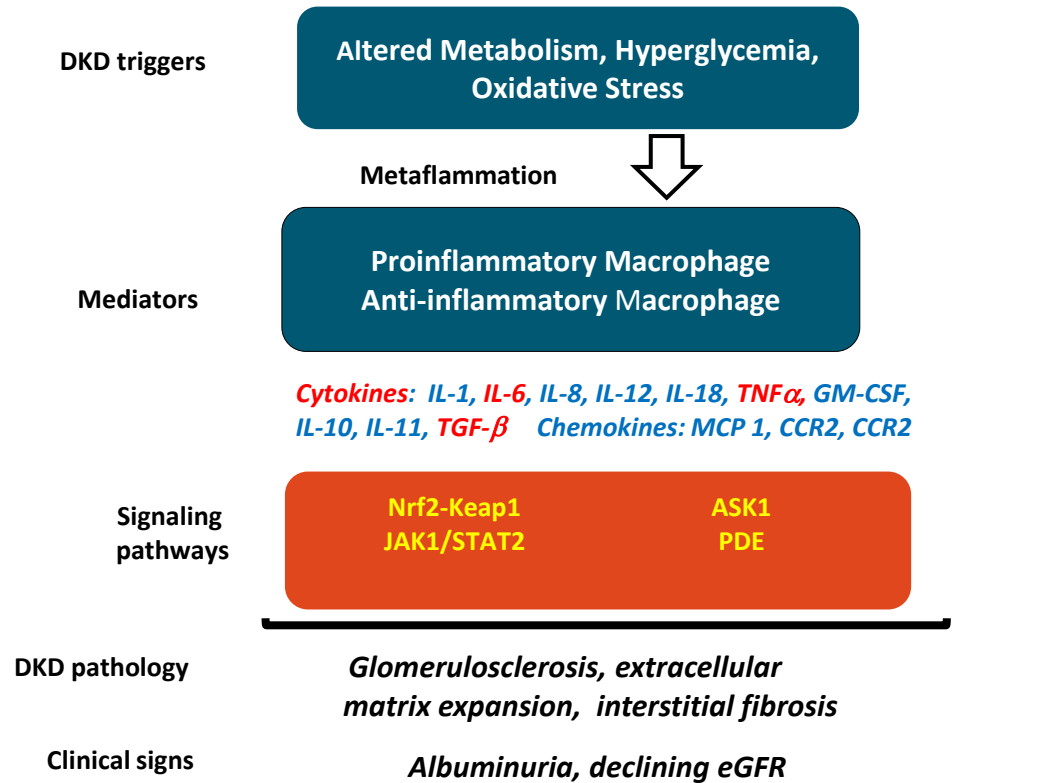 DKD triggers
Altered Metabolism, Hyperglycemia,
Oxidative Stress
Metaflammation
Mediators
Proinflammatory Macrophage
Anti-inflammatory Macrophage
Cytokines: IL-1, IL-6, IL-8, IL-12, IL-18, TNFα, GM-CSF,
IL-10, IL-11, TGF-β Chemokines: MCP 1, CCR2, CCR2
Signaling
pathways
Nrf2-Keap1 ASK1
JAK1/STAT2 PDE
DKD pathology
Glomerulosclerosis, extracellular
matrix expansion, interstitial fibrosis
Clinical signs
Albuminuria, declining eGFR